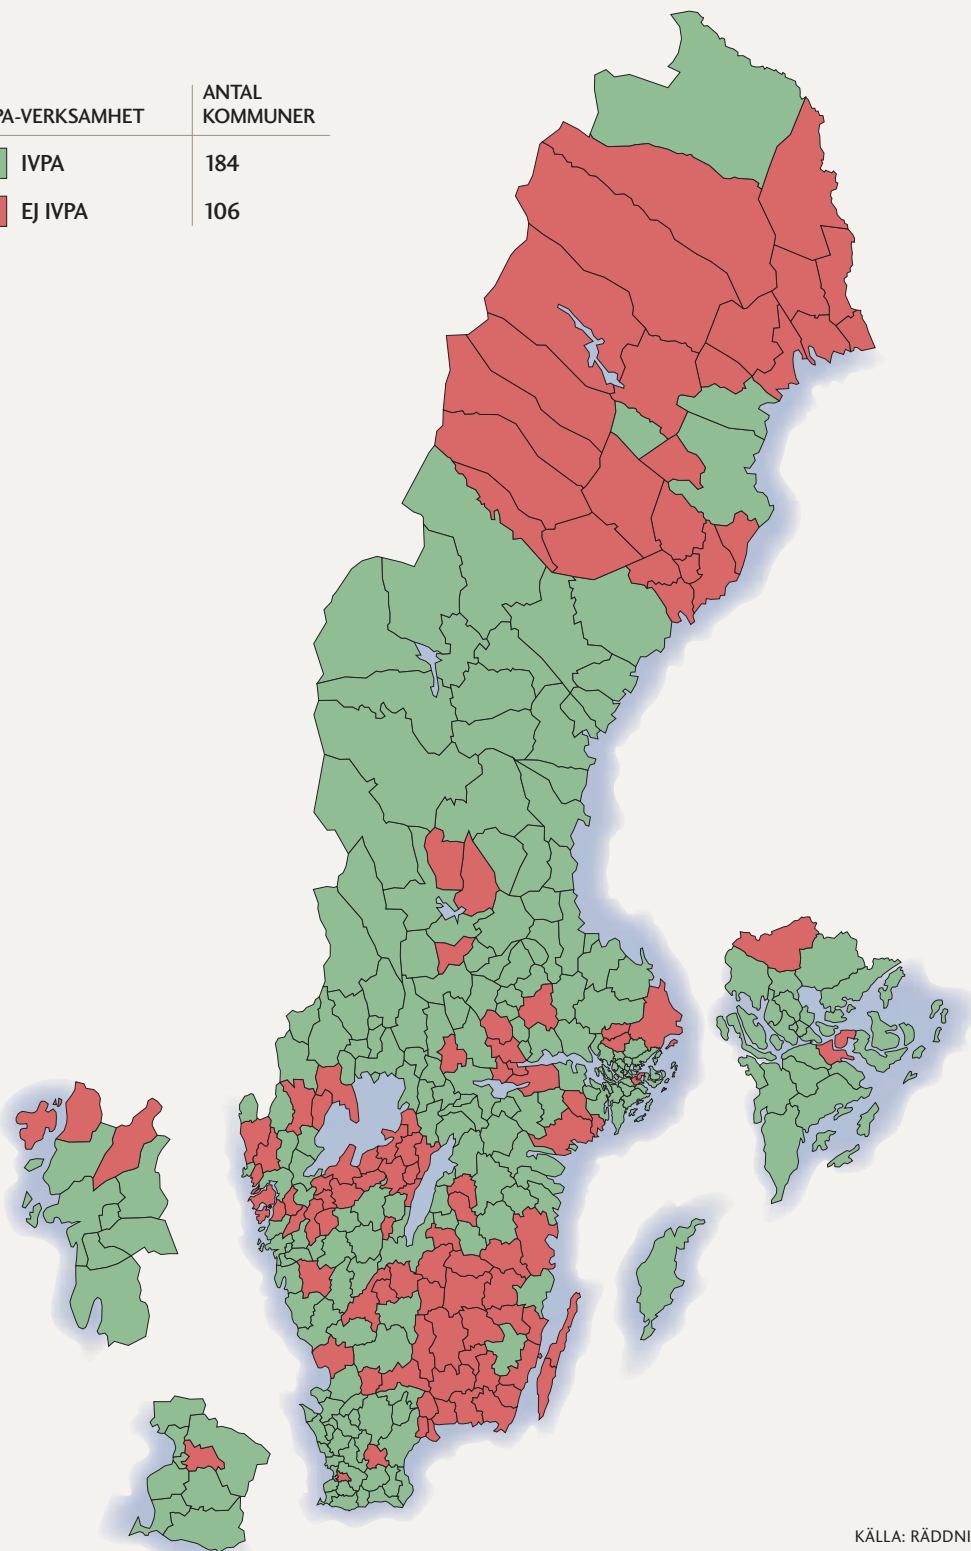 ANTAL
PA-VERKSAMHET KOMMUNER
IVPA 184
EJ IVPA 106
KÄLLA: RÄDDNI